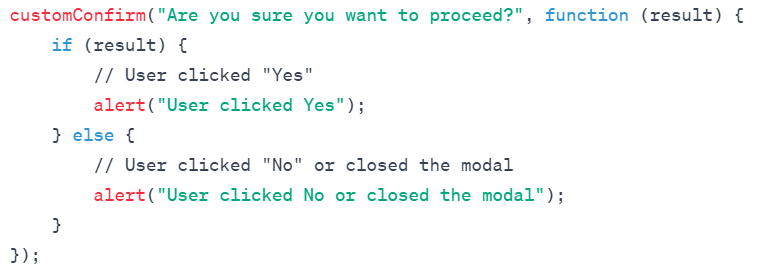 customConfirm("Are you sure you want to proceed?", function (result) {
    if (result) {
        // User clicked "Yes"
        alert("User clicked Yes");
    } else {
        // User clicked "No" or closed the modal
        alert("User clicked No or closed the modal");
    }
});